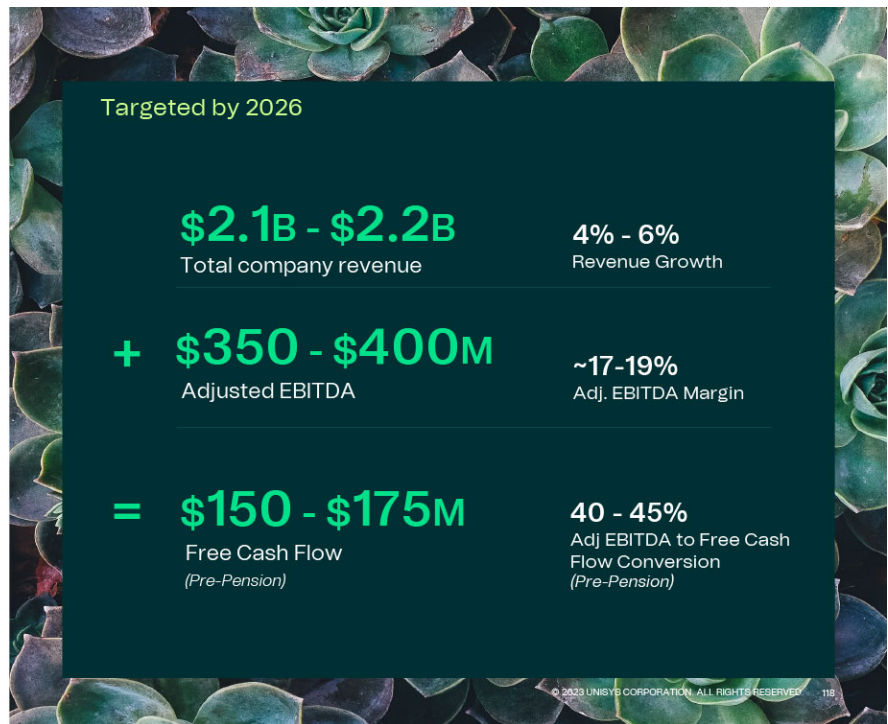 Targeted by 2026
$2.1B - $2.2B
Total company revenue
4% - 6%
Revenue Growth
+ $350 - $400M
Adjusted EBITDA
~17-19%
Adj. EBITDA Margin
= $150 - $175M
Free Cash Flow
(Pre-Pension)
40 - 45%
Adj EBITDA to Free Cash
Flow Conversion
(Pre-Pension)
© 2023 UNISYS CORPORATION. ALL RIGHTS RESERVED 118